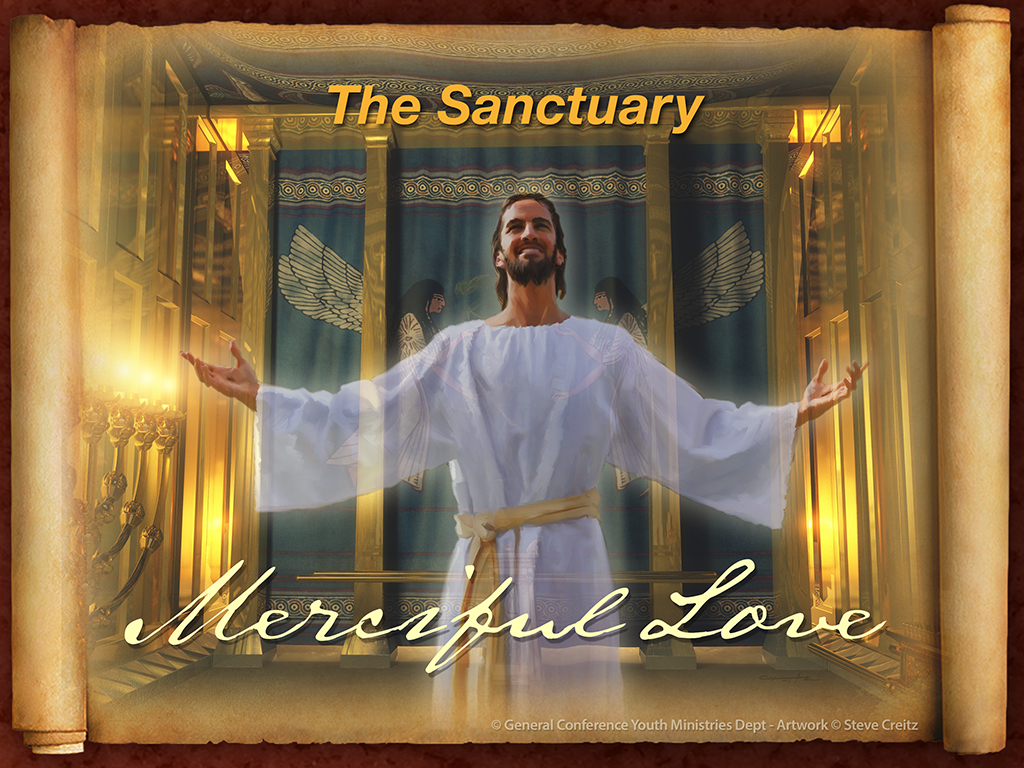 The Sanctuary
Merciful Love
© General Conference Youth Ministries Dept - Artwork © Steve Creitz